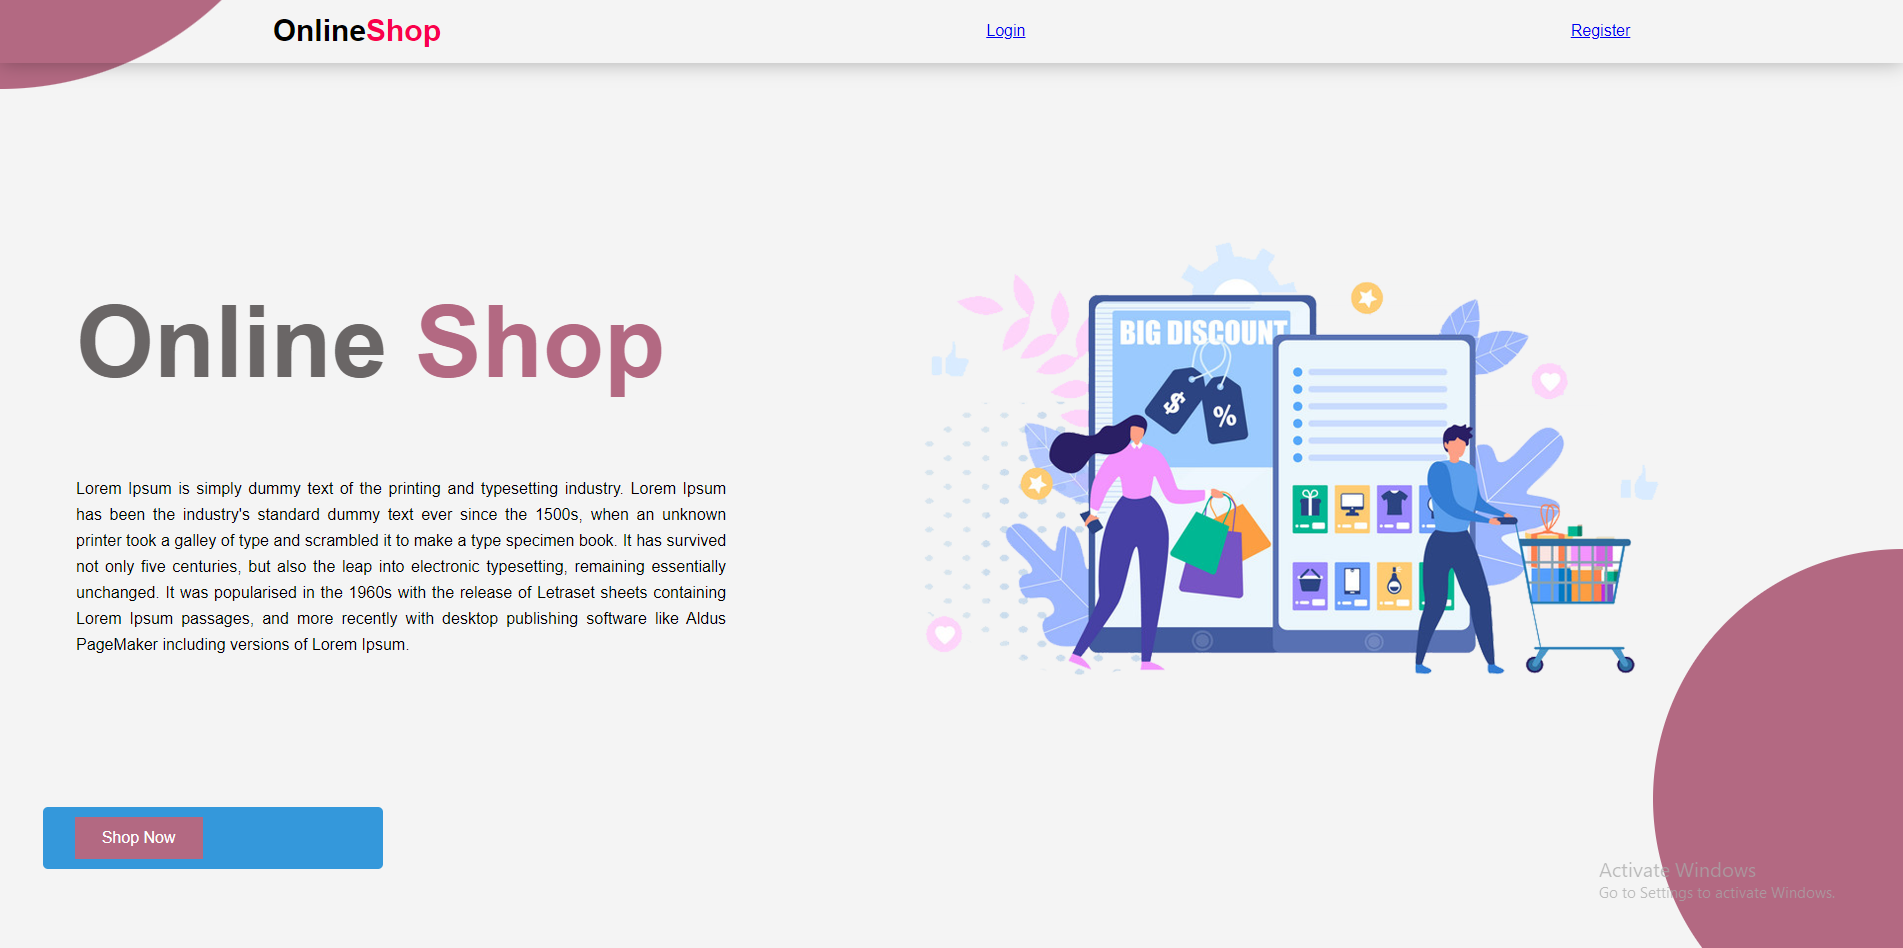 OnlineShop
Login
Register
Online Shop
Lorem Ipsum is simply dummy text of the printing and typesetting industry. Lorem Ipsum
has been the industry's standard dummy text ever since the 1500s, when an unknown
printer took a galley of type and scrambled it to make a type specimen book. It has survived
not only five centuries, but also the leap into electronic typesetting, remaining essentially
unchanged. It was popularised in the 1960s with the release of Letraset sheets containing
Lorem Ipsum passages, and more recently with desktop publishing software like Aldus
PageMaker including versions of Lorem Ipsum.
BIG DISCOUNT
$
%
Shop Now
Activate Windows
Go to Settings to activate Windows.